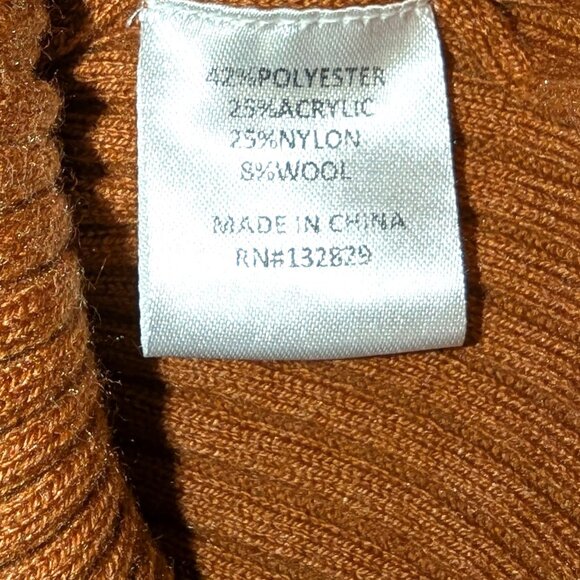 42%POLYESTER
25%ACRYLIC
25%NYLON
8%WOOL
MADE IN CHINA
RN#132829